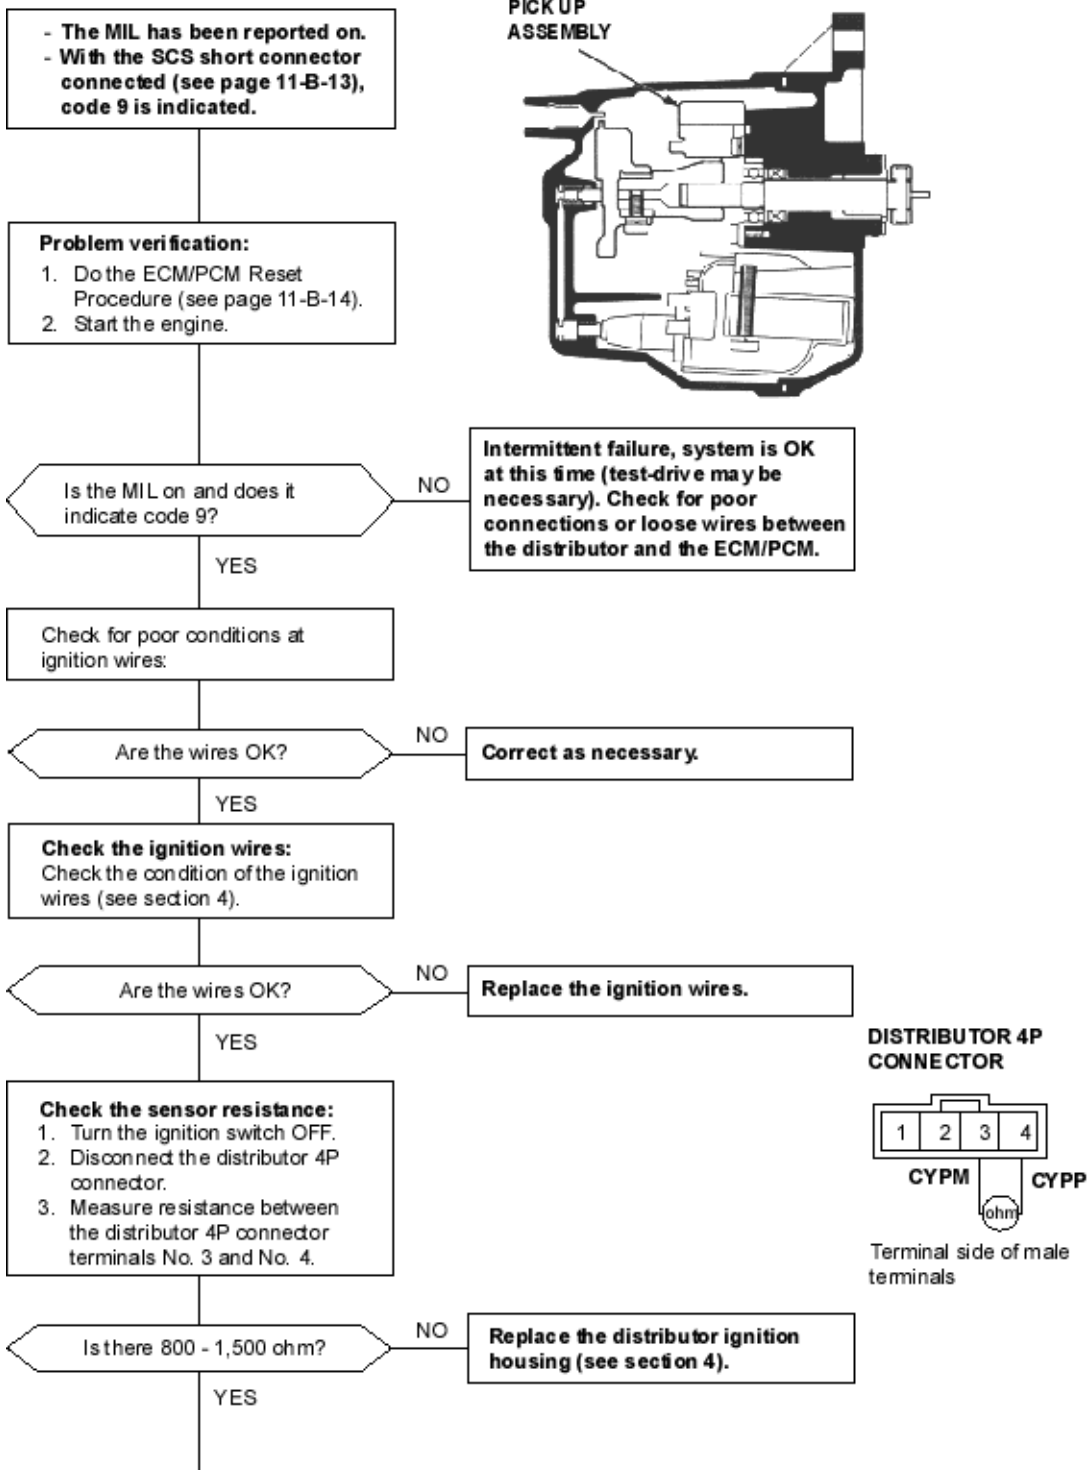 - The MIL has been reported on.
- With the SCS short connector
connected (see page 11-B-13),
code 9 is indicated.
PICK UP
ASSEMBLY
Problem verification:
1. Do the ECM/PCM Reset
Procedure (see page 11-B-14).
2. Start the engine.
Is the MIL on and does it
indicate code 9?
NO
Intermittent failure, system is OK
at this time (test-drive may be
necessary). Check for poor
connections or loose wires between
the distributor and the ECM/PCM.
YES
Check for poor conditions at
ignition wires:
Are the wires OK?
NO
Correct as necessary.
YES
Check the ignition wires:
Check the condition of the ignition
wires (see section 4).
Are the wires OK?
NO
Replace the ignition wires.
YES
Check the sensor resistance:
1. Turn the ignition switch OFF.
2. Disconnect the distributor 4P
connector.
3. Measure resistance between
the distributor 4P connector
terminals No. 3 and No. 4.
DISTRIBUTOR 4P
CONNECTOR
1 2 3 4
CYPM CYPP
ohm
Terminal side of male
terminals
Is there 800 - 1,500 ohm?
NO
Replace the distributor ignition
housing (see section 4).
YES